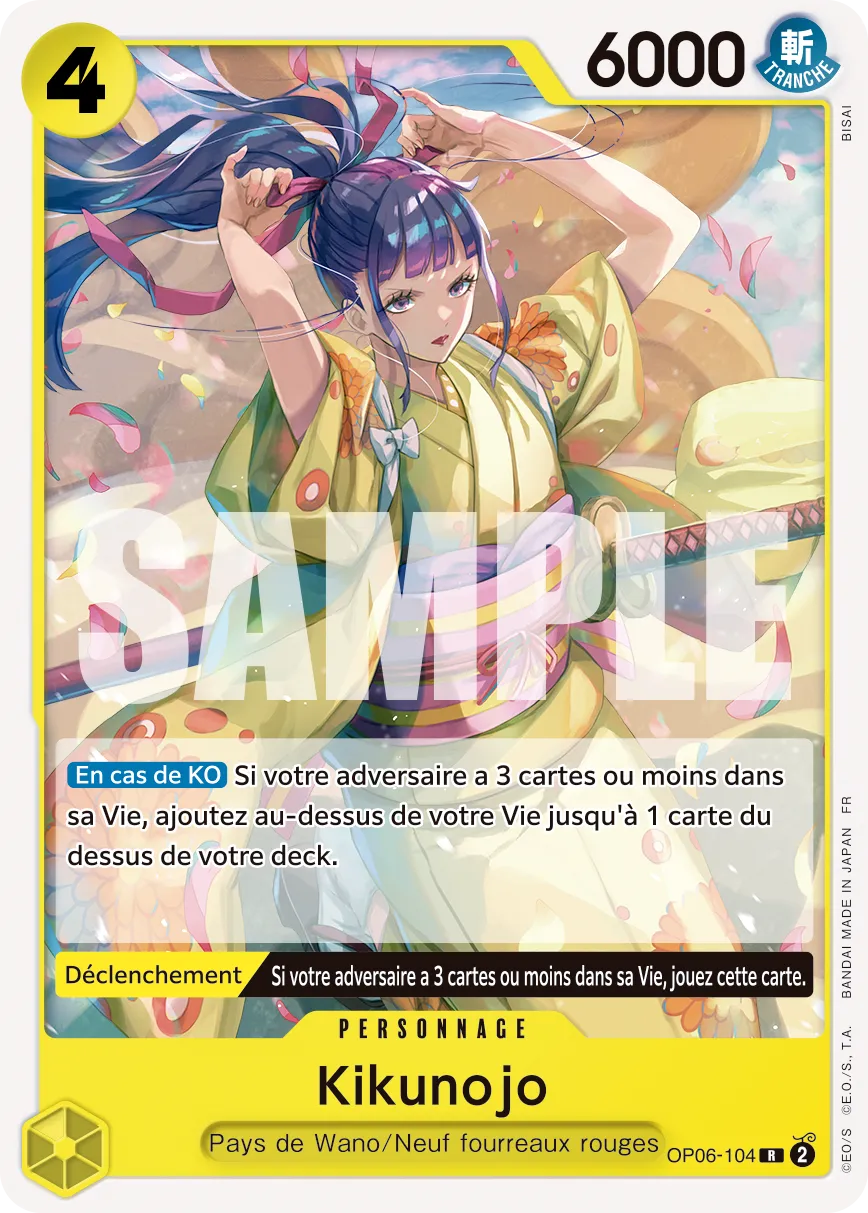 4
6000
斬
TRANCHE
BISAI
SAMPLE
En cas de KO Si votre adversaire a 3 cartes ou moins dans
sa Vie, ajoutez au-dessus de votre Vie jusqu'à 1 carte du
dessus de votre deck.
Déclenchement Si votre adversaire a 3 cartes ou moins dans sa Vie, jouez cette carte.
PERSONNAGE
Kikunojo
Pays de Wano/Neuf fourreaux rouges
OP06-104 R 2
©EO/S ©E.O./S., T.A. BANDAI MADE IN JAPAN FR